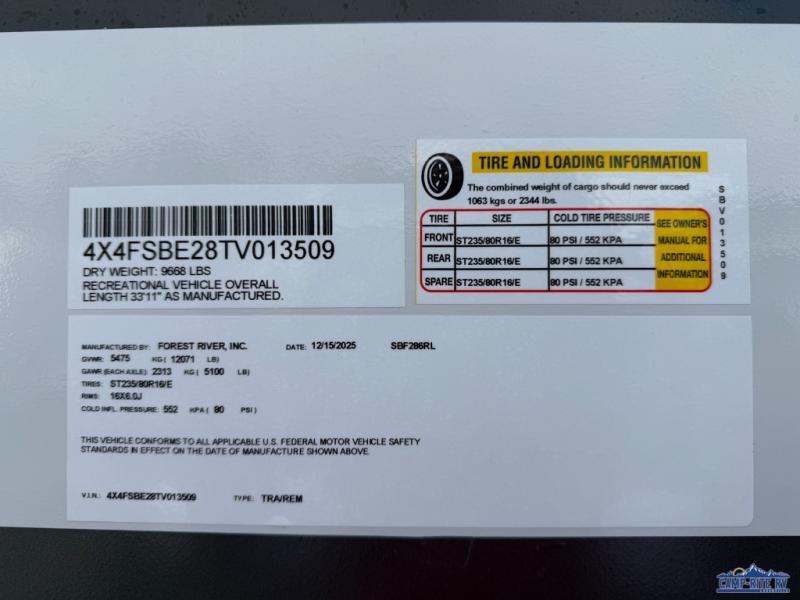 4X4FSBE28TV013509
DRY WEIGHT: 9668 LBS
RECREATIONAL VEHICLE OVERALL
LENGTH 33'11" AS MANUFACTURED.
TIRE AND LOADING INFORMATION
The combined weight of cargo should never exceed
1063 kgs or 2344 lbs.
TIRE SIZE COLD TIRE PRESSURE
FRONT ST235/80R16/E 80 PSI / 552 KPA
REAR ST235/80R16/E 80 PSI / 552 KPA
SPARE ST235/80R16/E 80 PSI / 552 KPA
SEE OWNER'S
MANUAL FOR
ADDITIONAL
INFORMATION
SBV013509
MANUFACTURED BY: FOREST RIVER, INC. DATE: 12/15/2025 SBF286RL
GVWR: 5475 KG ( 12071 LB)
GAWR (EACH AXLE): 2313 KG ( 5100 LB)
TIRES: ST235/80R16/E
RIMS: 16X6.0J
COLD INFL. PRESSURE: 552 KPA ( 80 PSI )
THIS VEHICLE CONFORMS TO ALL APPLICABLE U.S. FEDERAL MOTOR VEHICLE SAFETY
STANDARDS IN EFFECT ON THE DATE OF MANUFACTURE SHOWN ABOVE.
V.I.N.: 4X4FSBE28TV013509 TYPE: TRA/REM
CAMP-RITE RV